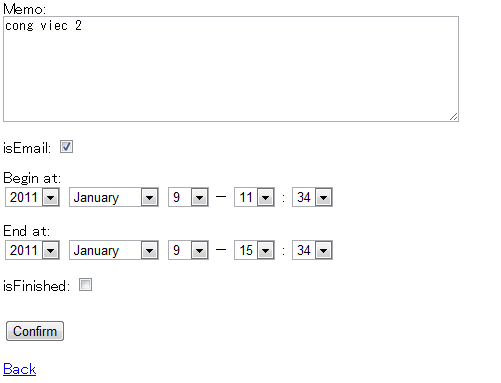 Memo:
cong viec 2
isEmail:
Begin at:
2011 January 9 — 11 : 34
End at:
2011 January 9 — 15 : 34
isFinished:
Confirm
Back